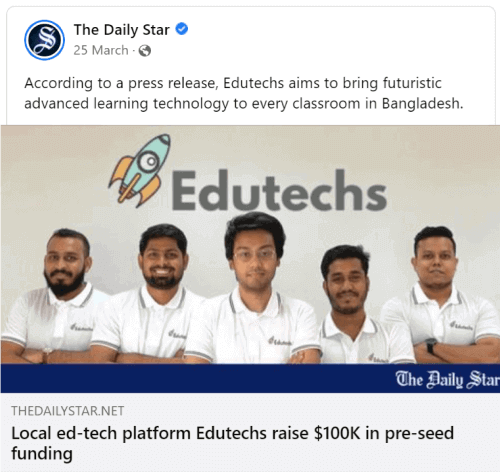 The Daily Star
25 March ·
According to a press release, Edutechs aims to bring futuristic
advanced learning technology to every classroom in Bangladesh.
Edutechs
The Daily Star
THEDAILYSTAR.NET
Local ed-tech platform Edutechs raise $100K in pre-seed
funding